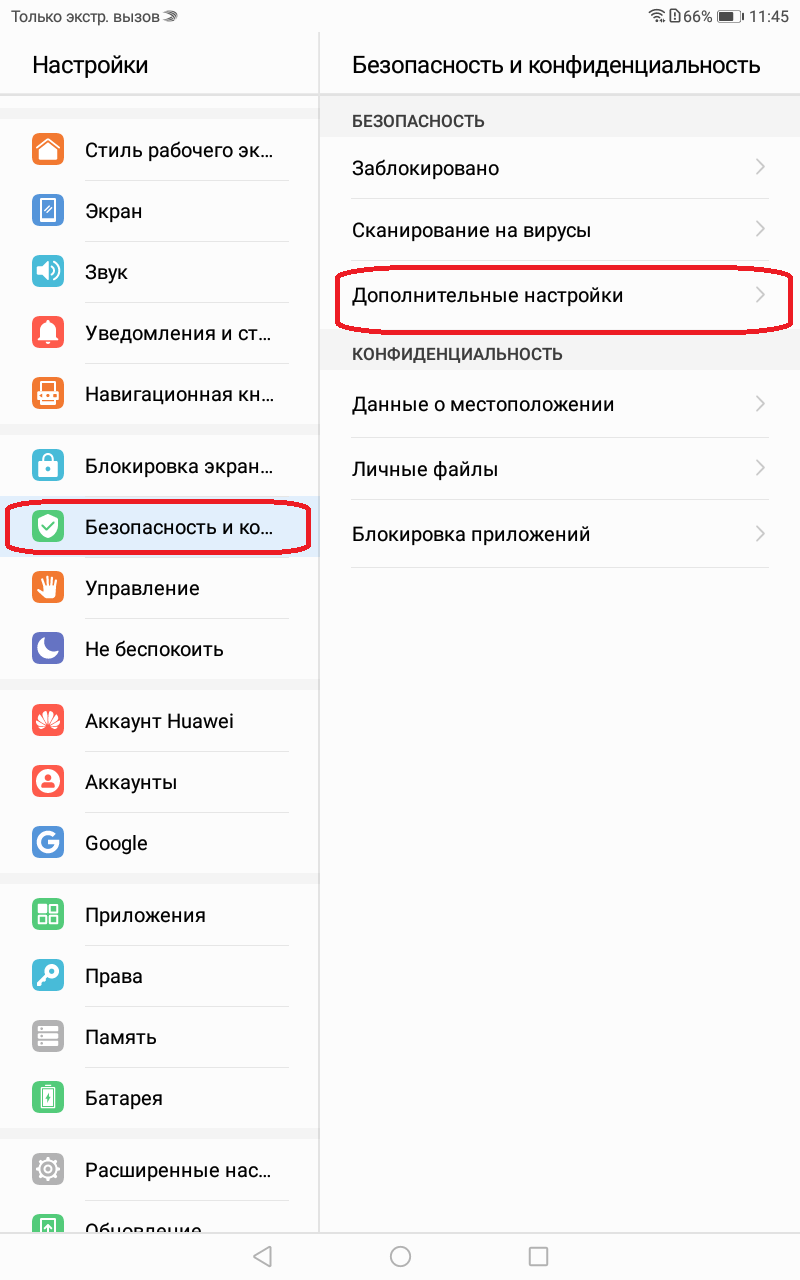 Только экстр. вызов
66% 11:45
Настройки
Стиль рабочего эк...
Экран
Звук
Уведомления и ст...
Навигационная кн...
Блокировка экран...
Безопасность и ко...
Управление
Не беспокоить
Аккаунт Huawei
Аккаунты
Google
Приложения
Права
Память
Батарея
Расширенные нас...
Обновление
Безопасность и конфиденциальность
БЕЗОПАСНОСТЬ
Заблокировано
Сканирование на вирусы
Дополнительные настройки
КОНФИДЕНЦИАЛЬНОСТЬ
Данные о местоположении
Личные файлы
Блокировка приложений